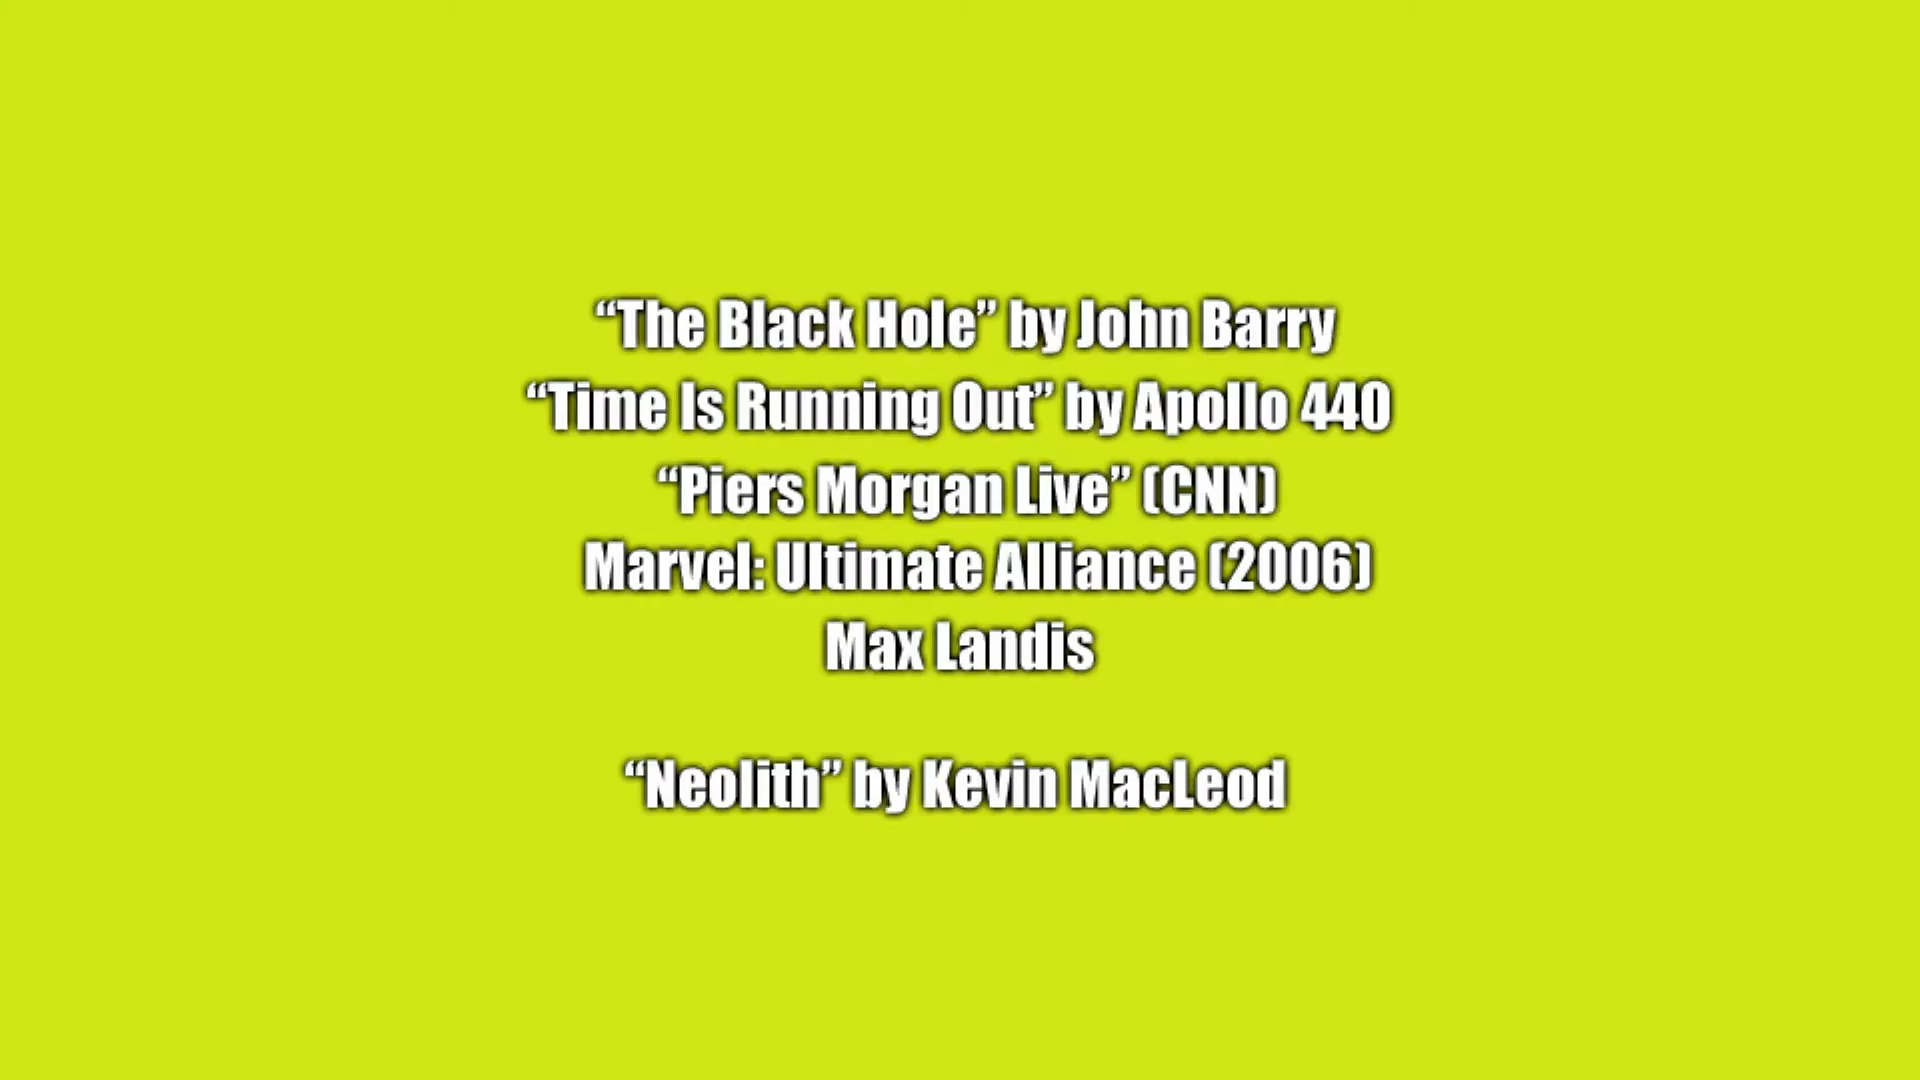 “The Black Hole” by John Barry
“Time Is Running Out” by Apollo 440
“Piers Morgan Live” (CNN)
Marvel: Ultimate Alliance (2006)
Max Landis
“Neolith” by Kevin MacLeod